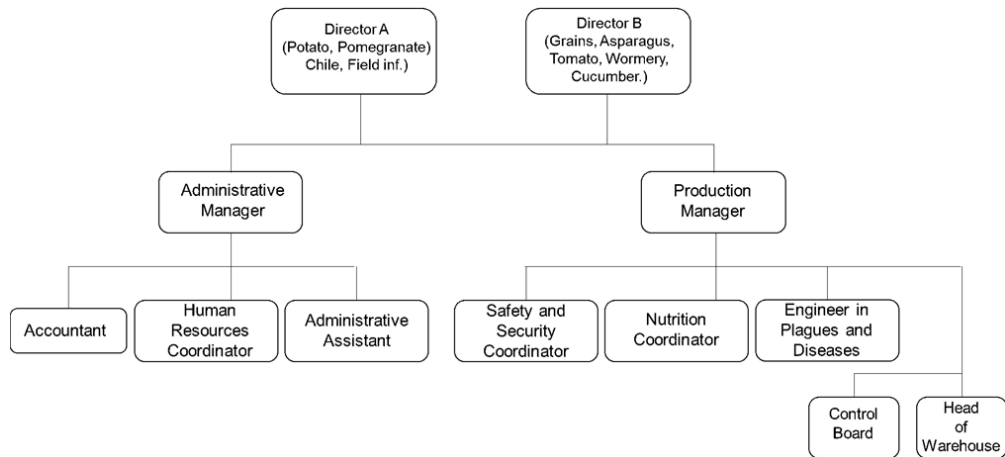 Director A
(Potato, Pomegranate)
Chile, Field inf.)
Director B
(Grains, Asparagus,
Tomato, Wormery,
Cucumber.)
Administrative
Manager
Production
Manager
Accountant
Human
Resources
Coordinator
Administrative
Assistant
Safety and
Security
Coordinator
Nutrition
Coordinator
Engineer in
Plagues and
Diseases
Control
Board
Head
of
Warehouse